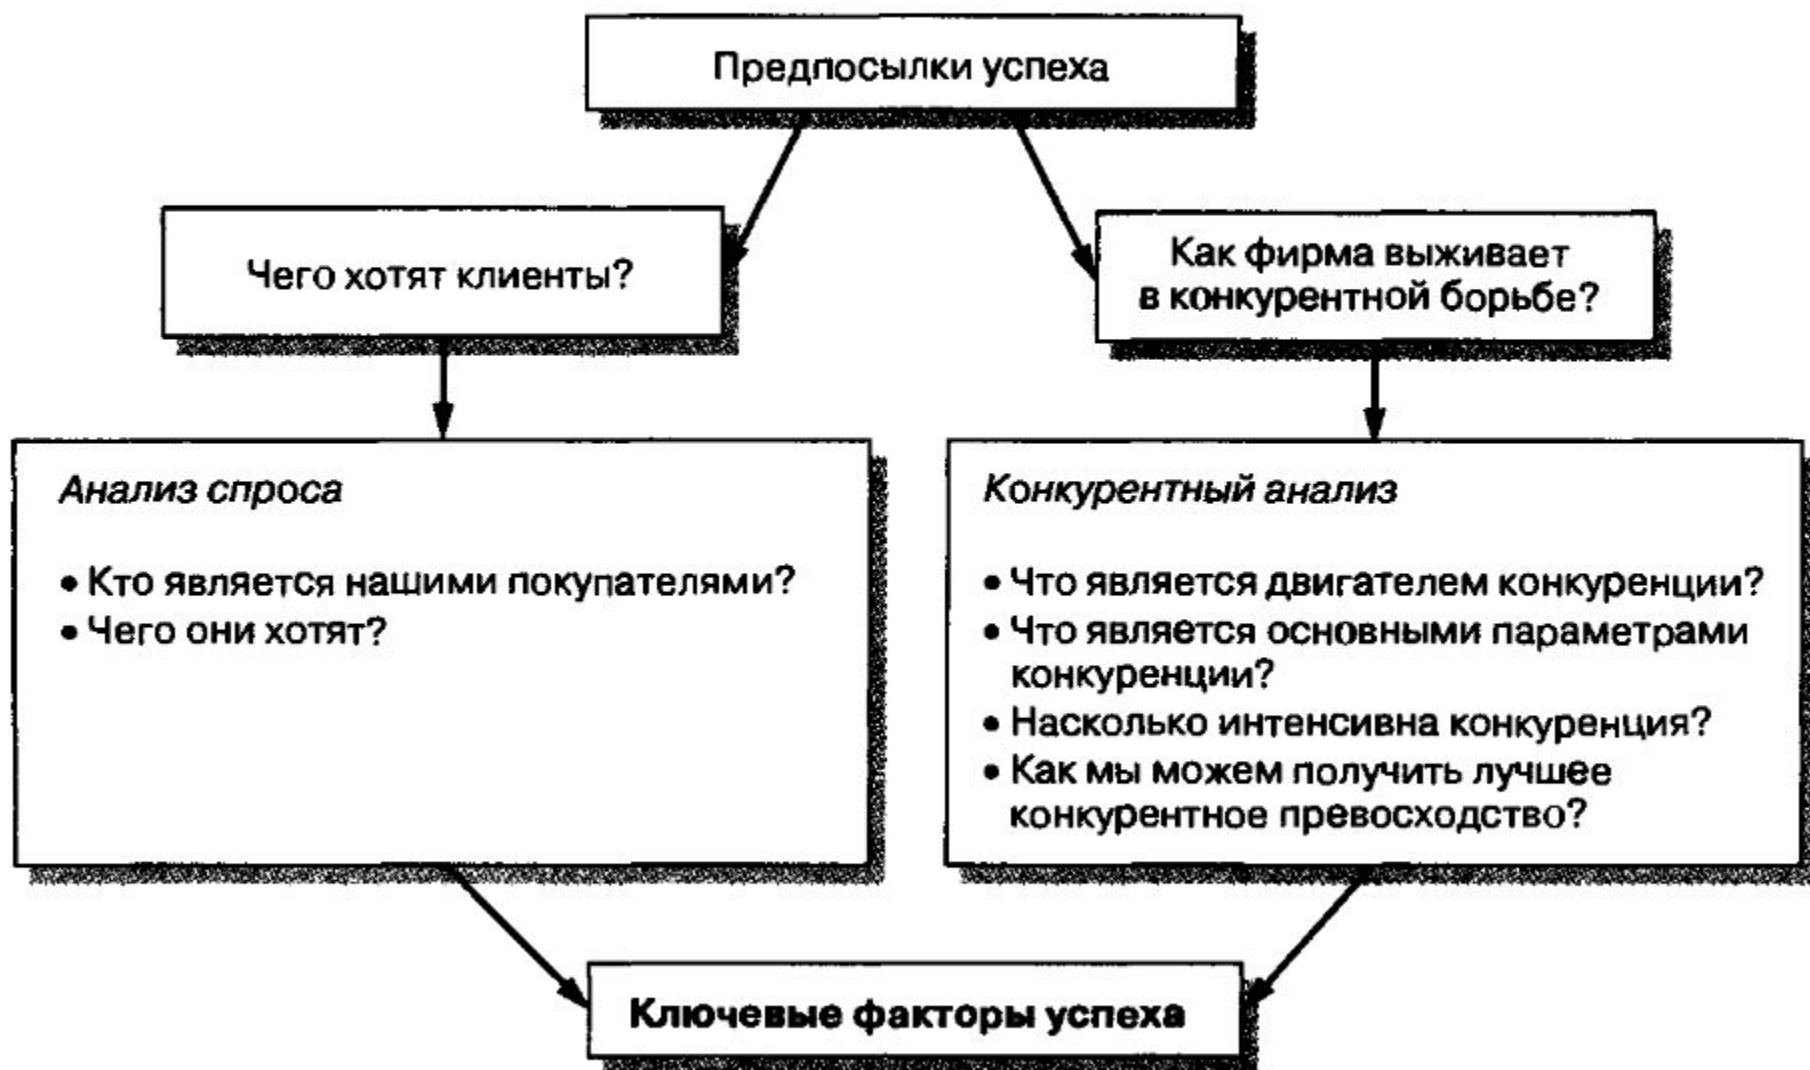 Предпосылки успеха
Чего хотят клиенты?
Как фирма выживает
в конкурентной борьбе?
Анализ спроса
• Кто является нашими покупателями?
• Чего они хотят?
Конкурентный анализ
• Что является двигателем конкуренции?
• Что является основными параметрами
конкуренции?
• Насколько интенсивна конкуренция?
• Как мы можем получить лучшее
конкурентное превосходство?
Ключевые факторы успеха